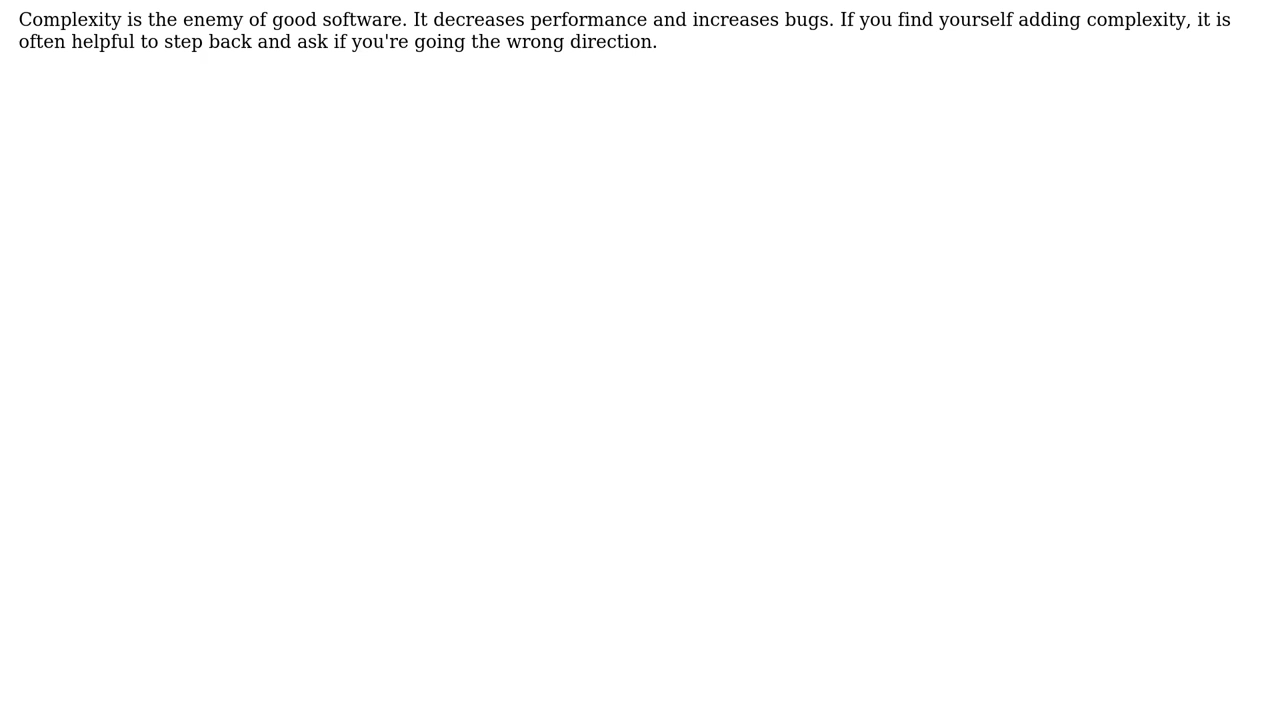 Complexity is the enemy of good software. It decreases performance and increases bugs. If you find yourself adding complexity, it is
often helpful to step back and ask if you're going the wrong direction.